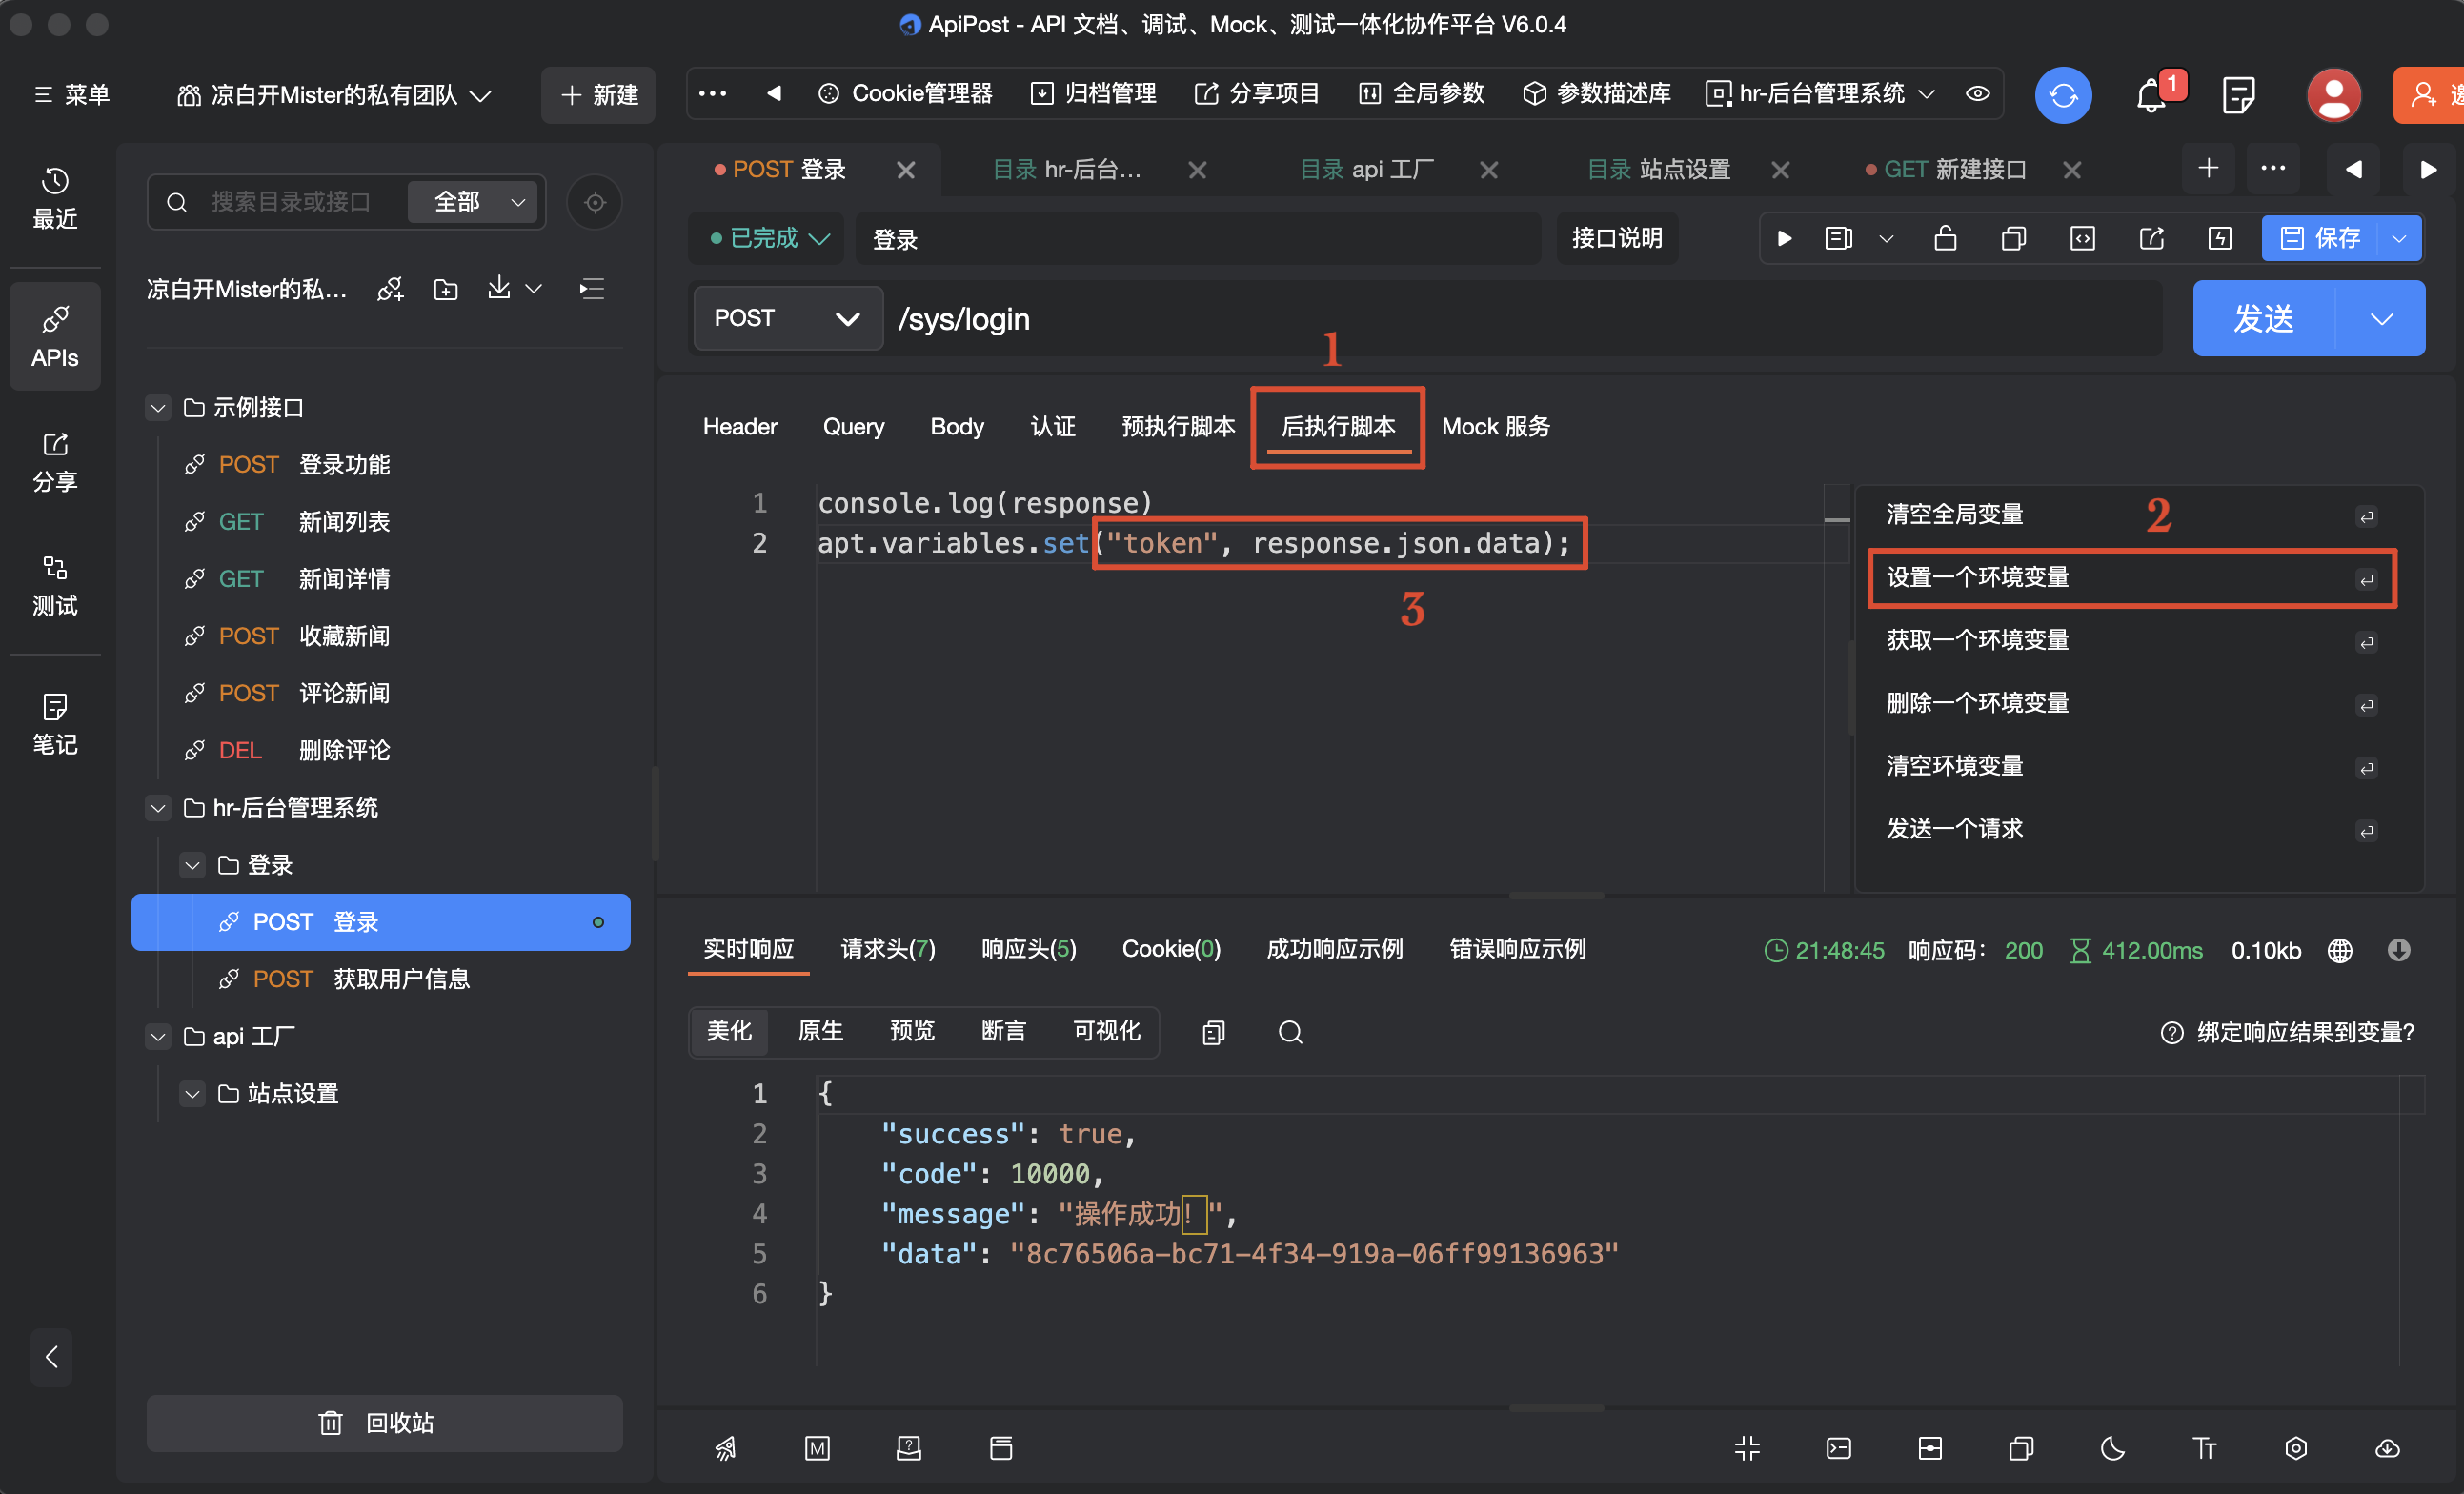 ApiPost - API 文档、调试、Mock、测试一体化协作平台 V6.0.4
菜单
凉白开Mister的私有团队
新建
Cookie管理器
归档管理
分享项目
全局参数
参数描述库
hr-后台管理系统
1
最近
APIs
分享
测试
笔记
搜索目录或接口
全部
凉白开Mister的私...
示例接口
POST 登录功能
GET 新闻列表
GET 新闻详情
POST 收藏新闻
POST 评论新闻
DEL 删除评论
hr-后台管理系统
登录
POST 登录
POST 获取用户信息
api 工厂
站点设置
回收站
POST 登录
目录 hr-后台...
目录 api 工厂
目录 站点设置
GET 新建接口
已完成
登录
接口说明
保存
POST
/sys/login
发送
1
Header
Query
Body
认证
预执行脚本
后执行脚本
Mock 服务
1 console.log(response)
2 apt.variables.set("token", response.json.data);
3
清空全局变量
2
设置一个环境变量
获取一个环境变量
删除一个环境变量
清空环境变量
发送一个请求
实时响应
请求头(7)
响应头(5)
Cookie(0)
成功响应示例
错误响应示例
21:48:45
响应码： 200
412.00ms
0.10kb
美化
原生
预览
断言
可视化
绑定响应结果到变量?
1 {
2 "success": true,
3 "code": 10000,
4 "message": "操作成功！",
5 "data": "8c76506a-bc71-4f34-919a-06ff99136963"
6 }